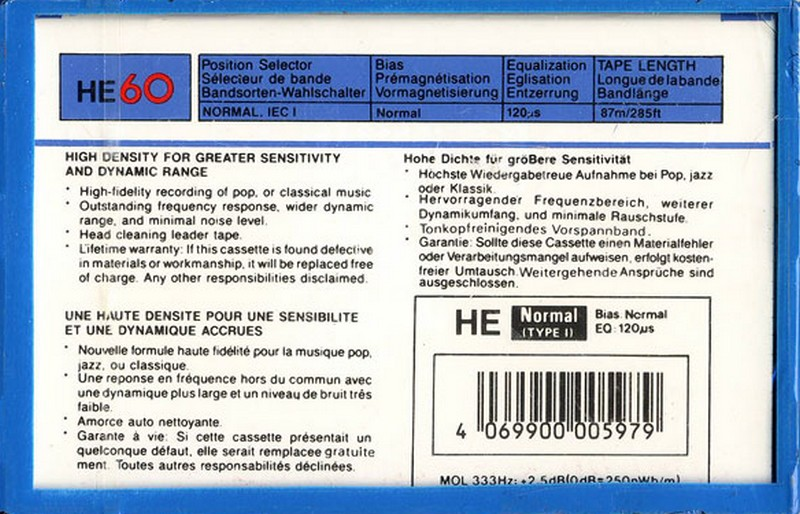 HE60
Position Selector
Sélecieur de bande
Bandsorten-Wahlschalter
NORMAL, IEC I
Bias
Prémagnétisation
Vormagnetisierung
Normal
Equalization
Eglisation
Entzerrung
120μs
TAPE LENGTH
Longue de la bande
Bandlänge
87m/285ft
HIGH DENSITY FOR GREATER SENSITIVITY
AND DYNAMIC RANGE
* High-fidelity recording of pop, or classical music
* Outstanding frequency response, wider dynamic
range, and minimal noise level.
* Head cleaning leader tape.
* Lifetime warranty: If this cassette is found defective
in materials or workmanship, it will be replaced free
of charge. Any other responsibilities disclaimed.
UNE HAUTE DENSITE POUR UNE SENSIBILITE
ET UNE DYNAMIQUE ACCRUES
* Nouvelle formule haute fidélité pour la musique pop,
jazz, ou classique.
* Une reponse en fréquence hors du commun avec
une dynamique plus large et un niveau de bruit très
faible.
* Amorce auto nettoyante.
* Garantie à vie: Si cette cassette présentait un
quelconque défaut, elle serait remplacee gratuite
ment. Toutes autres responsabilités déclinées.
Hohe Dichte für größere Sensitivität
* Höchste Wiedergabetreue Aufnahme bei Pop, jazz
oder Klassik.
* Hervorragender Frequenzbereich, weiterer
Dynamikumfang, und minimale Rauschstufe.
* Tonkopfreinigendes Vorspannband.
* Garantie: Sollte diese Cassette einen Materialfehler
oder Verarbeitungsmangel aufweisen, erfolgt kosten-
freier Umtausch. Weitergehende Ansprüche sind
ausgeschlossen.
HE Normal
(TYPE I)
Bias: Normal
EQ: 120μs
4 069900 005979
MOL 333Hz: +2.5dB(0dB=250nWb/m)